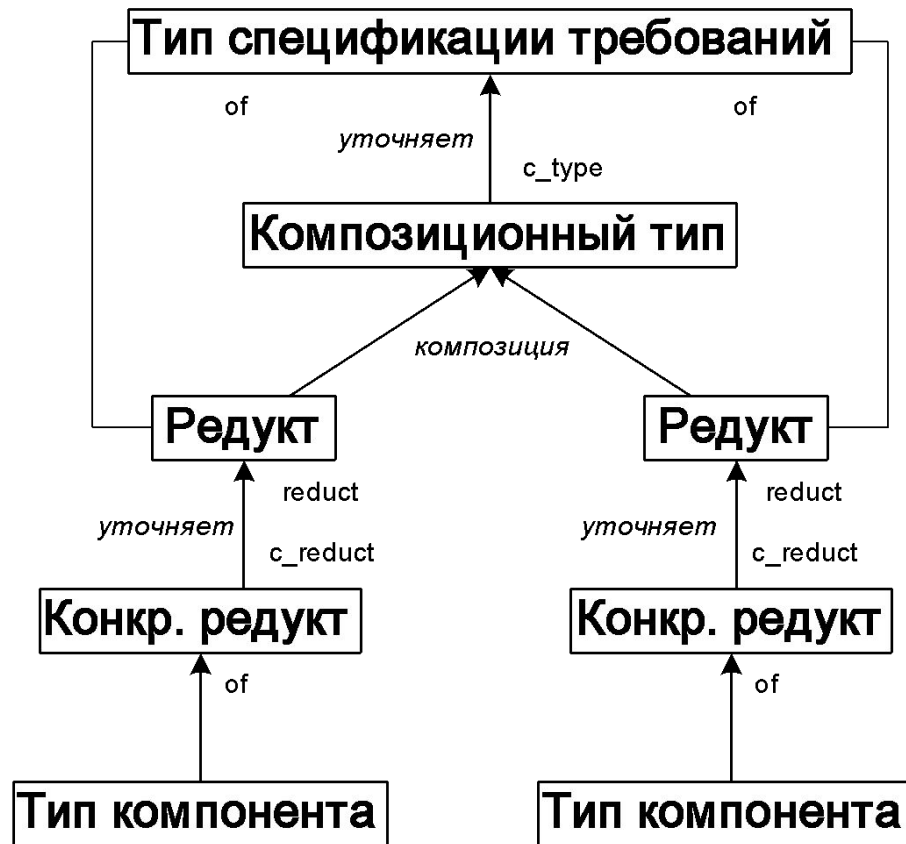 Тип спецификации требований
of
of
уточняет
c_type
Композиционный тип
композиция
Редукт
Редукт
reduct
reduct
уточняет
уточняет
c_reduct
c_reduct
Конкр. редукт
Конкр. редукт
of
of
Тип компонента
Тип компонента